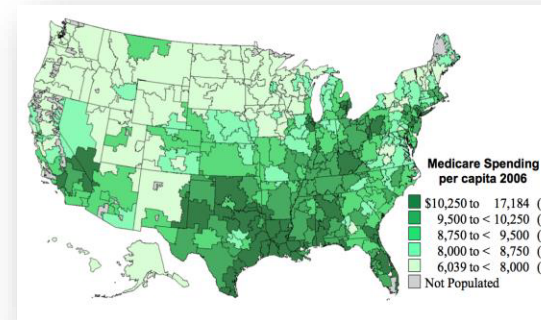 Medicare Spending
per capita 2006
$10,250 to 17,184 (
9,500 to < 10,250 (
8,750 to < 9,500 (
8,000 to < 8,750 (
6,039 to < 8,000 (
Not Populated